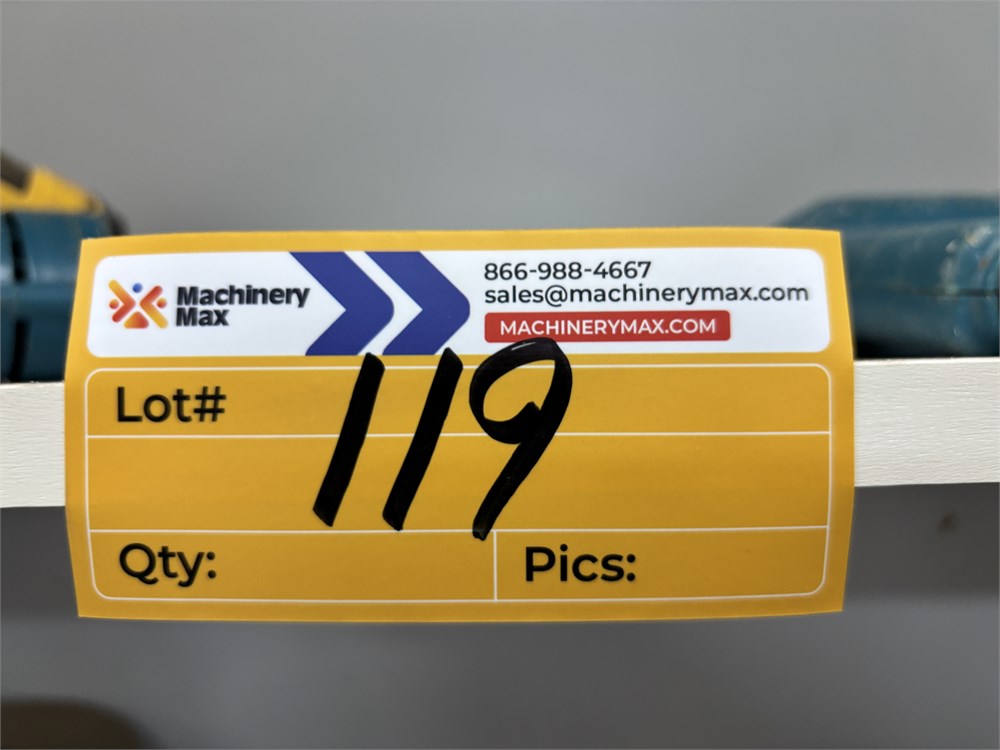 Machinery
Max
866-988-4667
sales@machinerymax.com
MACHINERYMAX.COM
Lot# 119
Qty:
Pics: